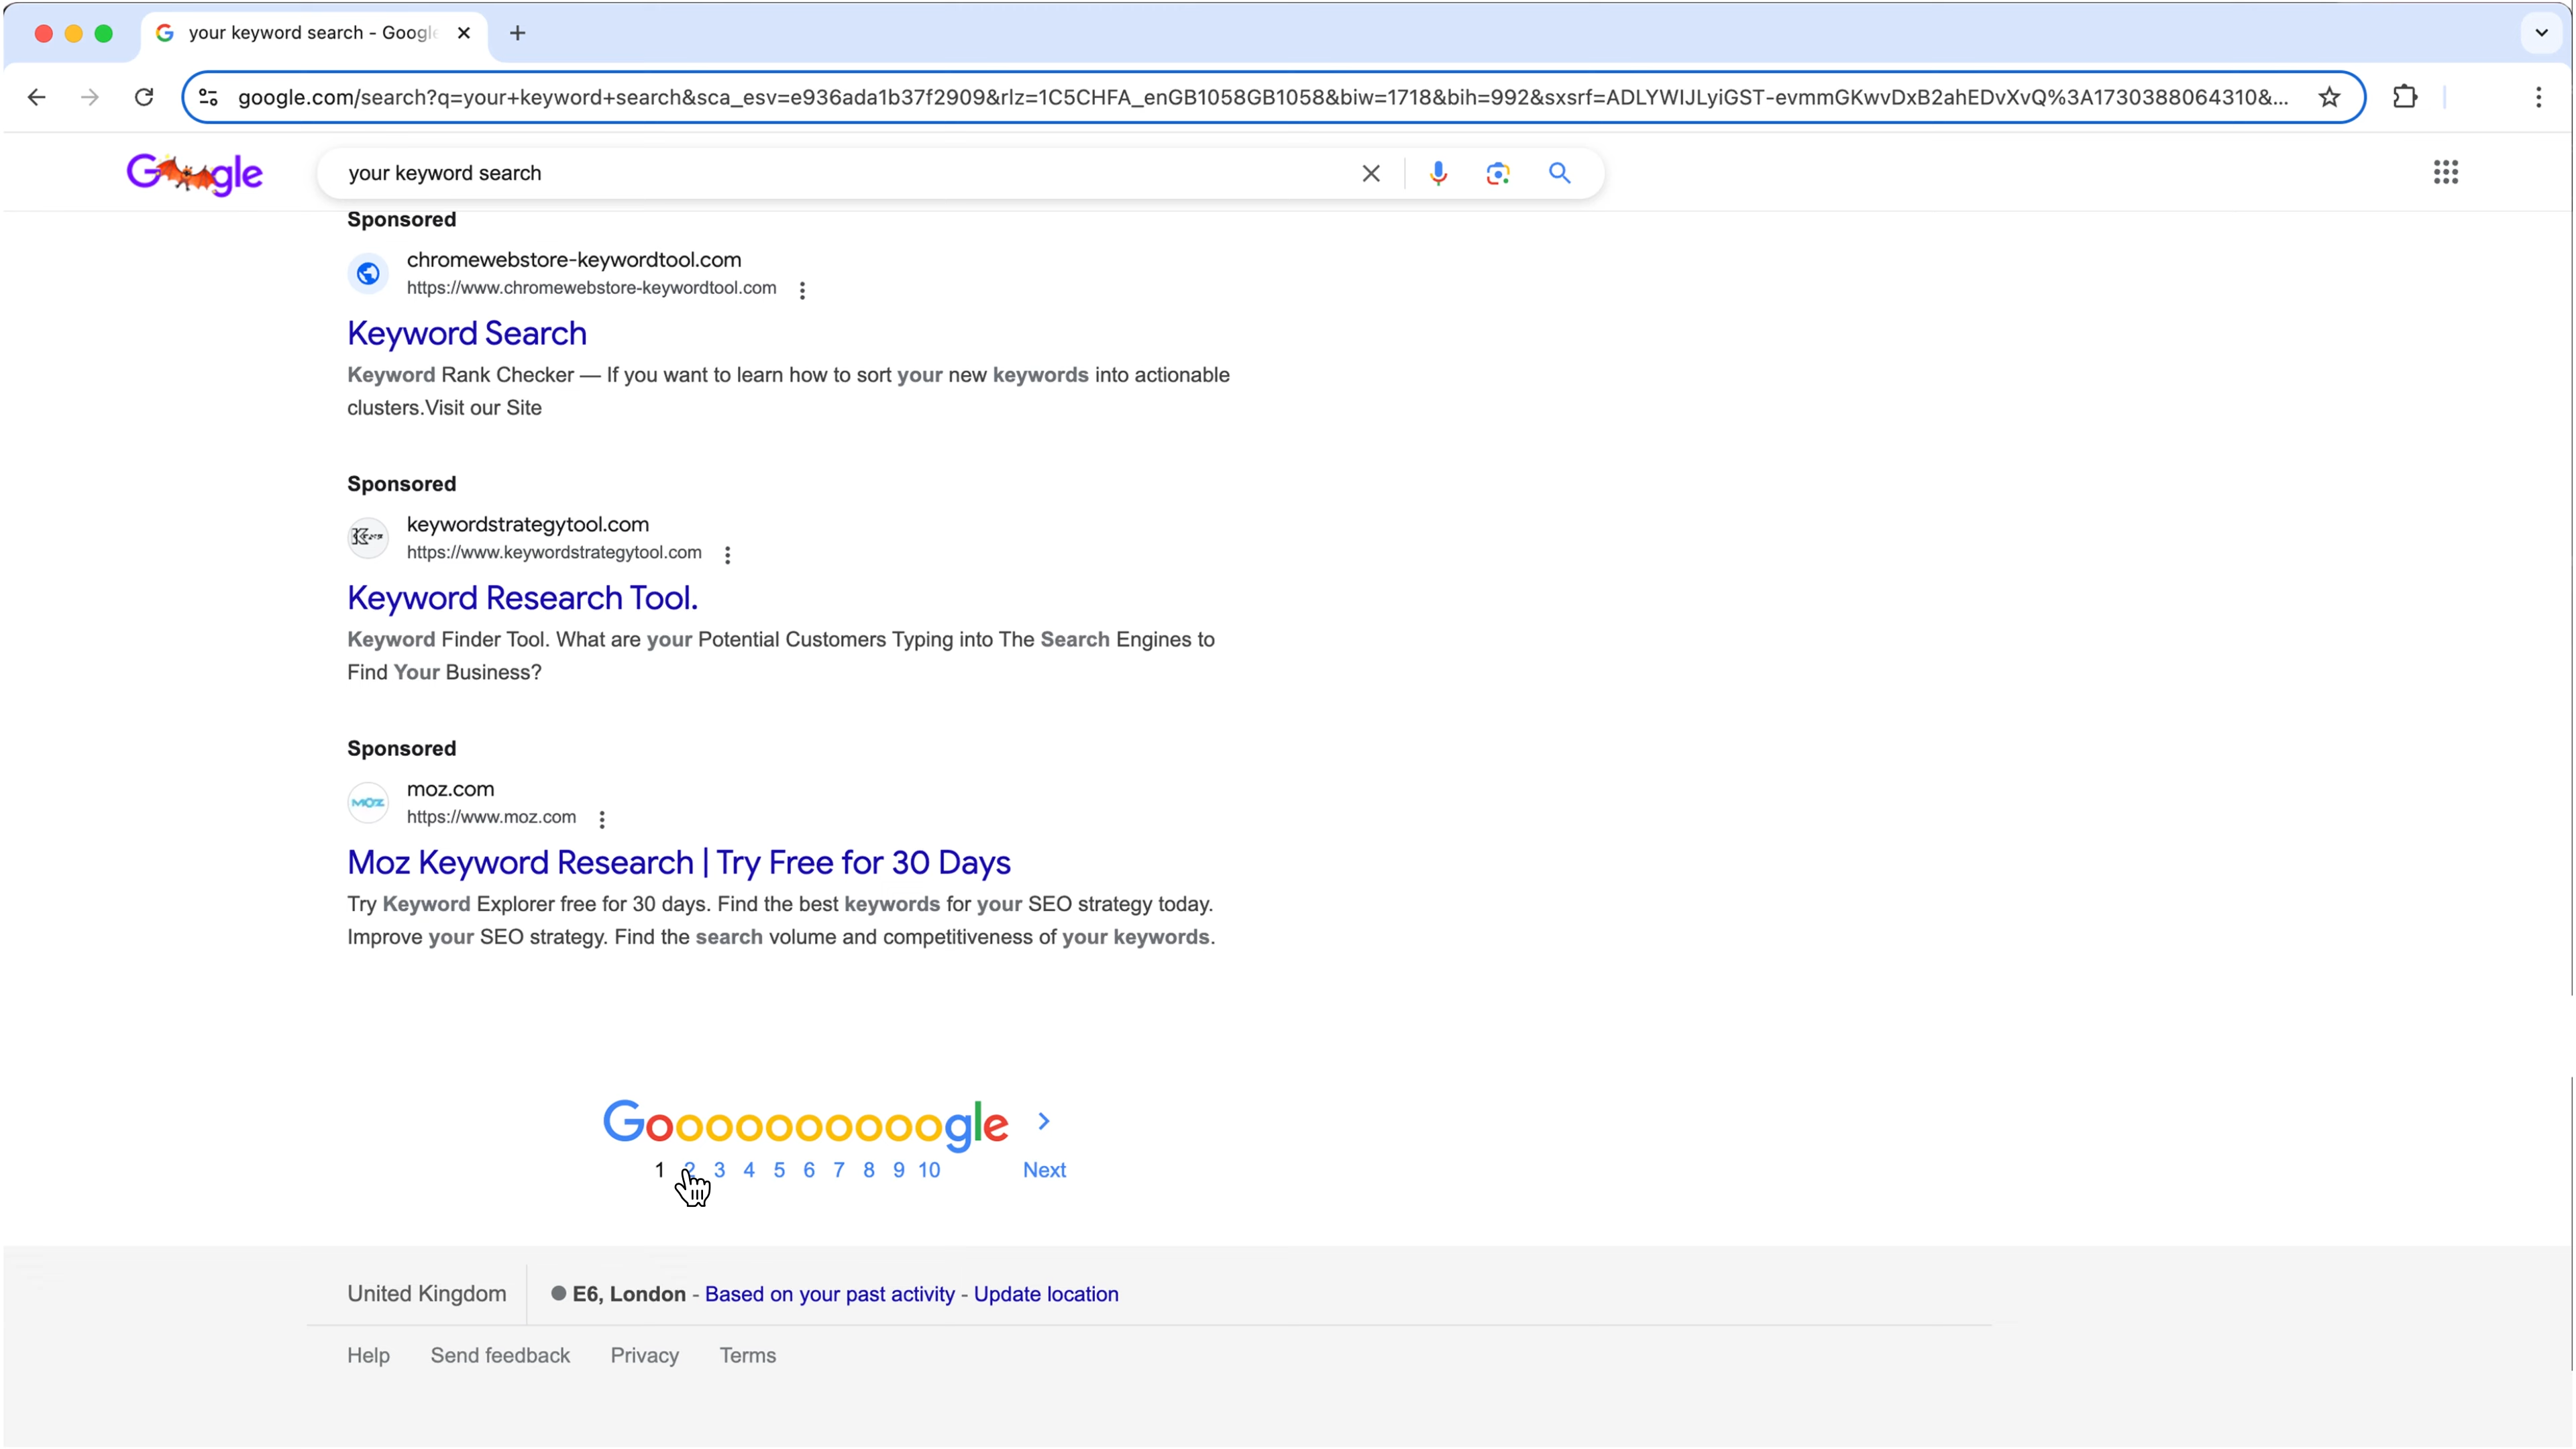 your keyword search - Google
google.com/search?q=your+keyword+search&sca_esv=e936ada1b37f2909&rlz=1C5CHFA_enGB1058GB1058&biw=1718&bih=992&sxsrf=ADLYWIJLyiGST-evmmGKwvDxB2ahEDvXvQ%3A1730388064310&...
Google
your keyword search
Sponsored
chromewebstore-keywordtool.com
https://www.chromewebstore-keywordtool.com
Keyword Search
Keyword Rank Checker — If you want to learn how to sort your new keywords into actionable
clusters.Visit our Site
Sponsored
keywordstrategytool.com
https://www.keywordstrategytool.com
Keyword Research Tool.
Keyword Finder Tool. What are your Potential Customers Typing into The Search Engines to
Find Your Business?
Sponsored
MOZ
moz.com
https://www.moz.com
Moz Keyword Research | Try Free for 30 Days
Try Keyword Explorer free for 30 days. Find the best keywords for your SEO strategy today.
Improve your SEO strategy. Find the search volume and competitiveness of your keywords.
Goooooooooogle
1 2 3 4 5 6 7 8 9 10 Next
United Kingdom E6, London - Based on your past activity - Update location
Help Send feedback Privacy Terms